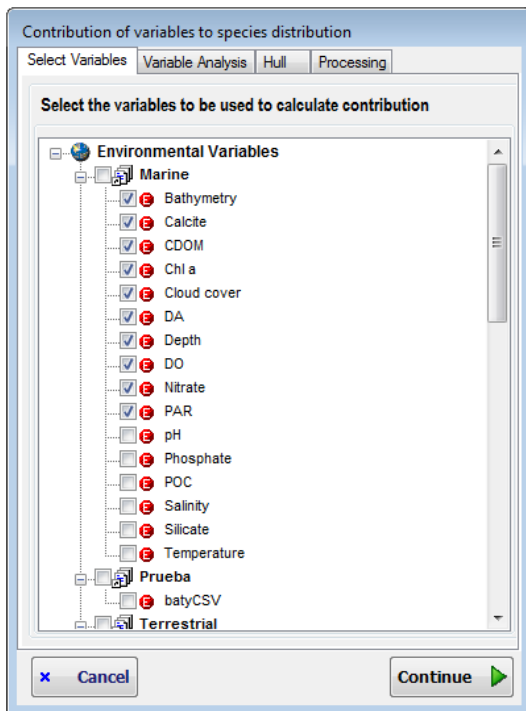 Contribution of variables to species distribution
Select Variables Variable Analysis Hull Processing
Select the variables to be used to calculate contribution
Environmental Variables
Marine
E Bathymetry
E Calcite
E CDOM
E Chl a
E Cloud cover
E DA
E Depth
E DO
E Nitrate
E PAR
E pH
E Phosphate
E POC
E Salinity
E Silicate
E Temperature
Prueba
E batyCSV
Terrestrial
Cancel Continue